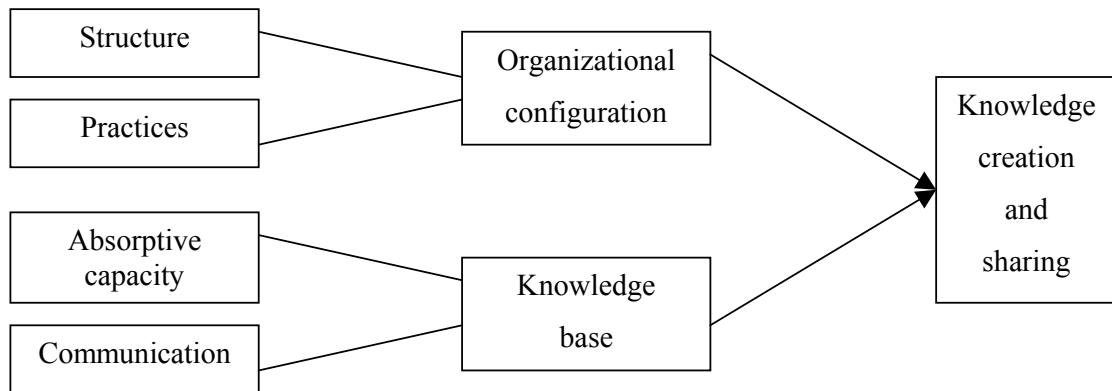 Structure
Practices
Absorptive
capacity
Communication
Organizational
configuration
Knowledge
base
Knowledge
creation
and
sharing